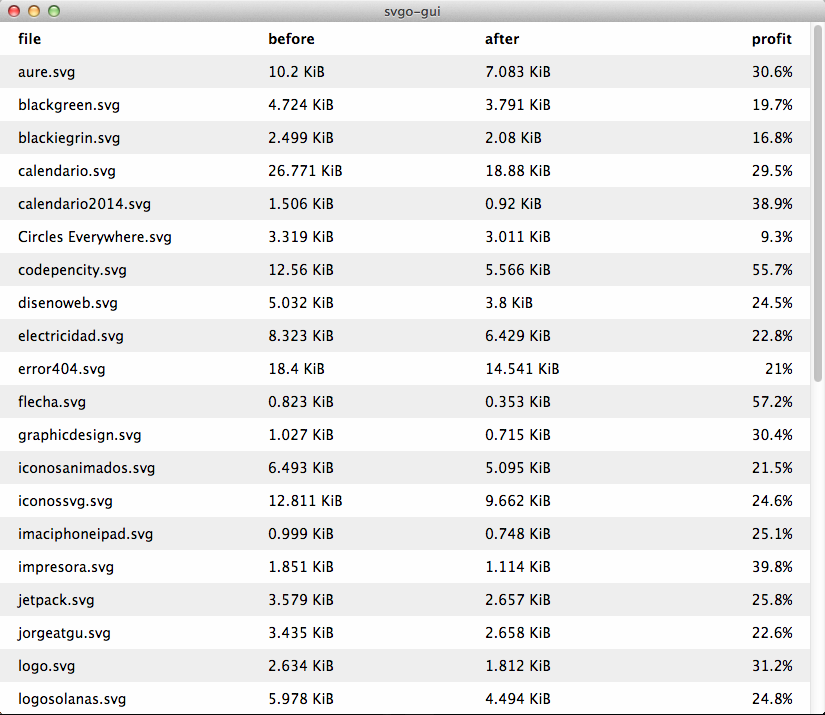 svgo-gui
file before after profit
aure.svg 10.2 KiB 7.083 KiB 30.6%
blackgreen.svg 4.724 KiB 3.791 KiB 19.7%
blackiegrin.svg 2.499 KiB 2.08 KiB 16.8%
calendario.svg 26.771 KiB 18.88 KiB 29.5%
calendario2014.svg 1.506 KiB 0.92 KiB 38.9%
Circles Everywhere.svg 3.319 KiB 3.011 KiB 9.3%
codepencity.svg 12.56 KiB 5.566 KiB 55.7%
disenoweb.svg 5.032 KiB 3.8 KiB 24.5%
electricidad.svg 8.323 KiB 6.429 KiB 22.8%
error404.svg 18.4 KiB 14.541 KiB 21%
flecha.svg 0.823 KiB 0.353 KiB 57.2%
graphicdesign.svg 1.027 KiB 0.715 KiB 30.4%
iconosanimados.svg 6.493 KiB 5.095 KiB 21.5%
iconossvg.svg 12.811 KiB 9.662 KiB 24.6%
imaciphoneipad.svg 0.999 KiB 0.748 KiB 25.1%
impresora.svg 1.851 KiB 1.114 KiB 39.8%
jetpack.svg 3.579 KiB 2.657 KiB 25.8%
jorgeatgu.svg 3.435 KiB 2.658 KiB 22.6%
logo.svg 2.634 KiB 1.812 KiB 31.2%
logosolanas.svg 5.978 KiB 4.494 KiB 24.8%